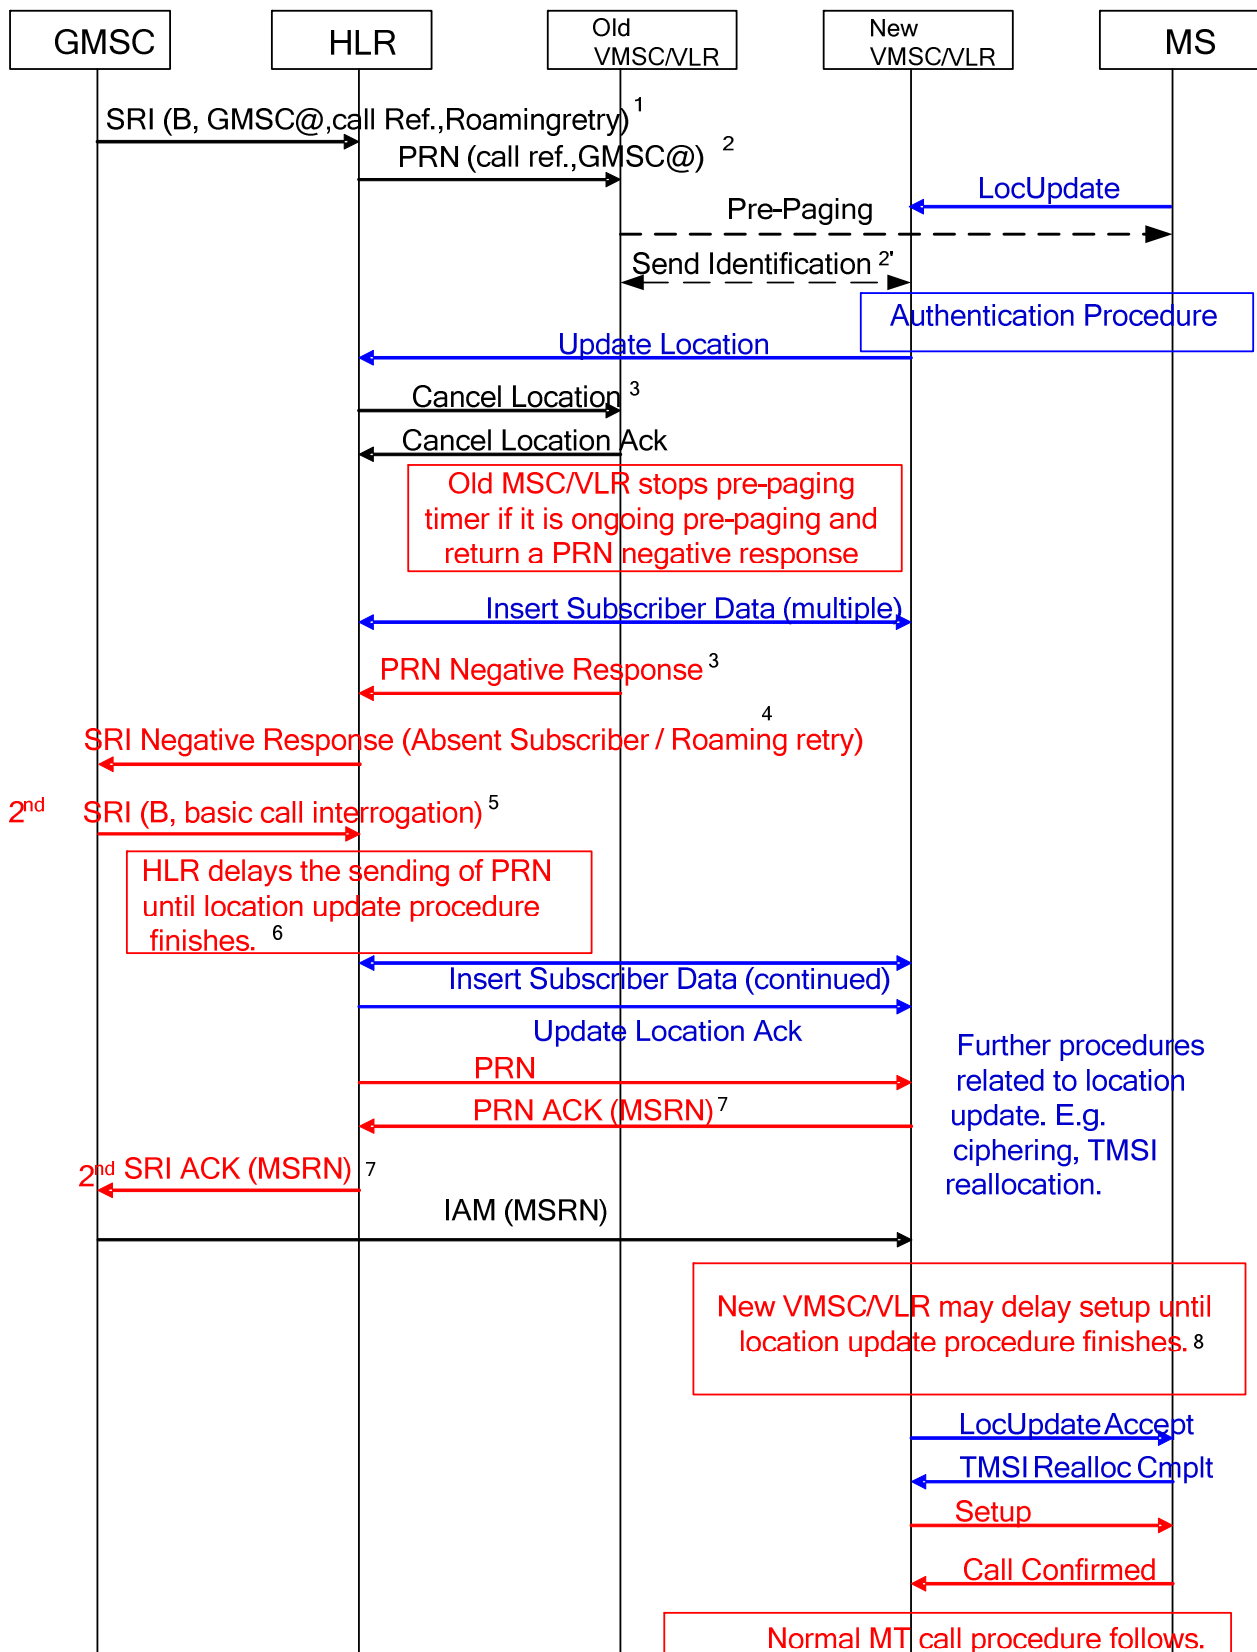 GMSC
HLR
Old
VMSC/VLR
New
VMSC/VLR
MS
SRI (B, GMSC@,call Ref.,Roamingretry) 1
PRN (call ref.,GMSC@) 2
LocUpdate
Pre-Paging
Send Identification 2'
Authentication Procedure
Update Location
Cancel Location 3
Cancel Location Ack
Old MSC/VLR stops pre-paging
timer if it is ongoing pre-paging and
return a PRN negative response
Insert Subscriber Data (multiple)
PRN Negative Response 3
4
SRI Negative Response (Absent Subscriber / Roaming retry)
2nd SRI (B, basic call interrogation) 5
HLR delays the sending of PRN
until location update procedure
finishes. 6
Insert Subscriber Data (continued)
Update Location Ack
Further procedures
related to location
update. E.g.
ciphering, TMSI
reallocation.
PRN
PRN ACK (MSRN) 7
2nd SRI ACK (MSRN) 7
IAM (MSRN)
New VMSC/VLR may delay setup until
location update procedure finishes. 8
LocUpdate Accept
TMSI Realloc Cmplt
Setup
Call Confirmed
Normal MT call procedure follows.